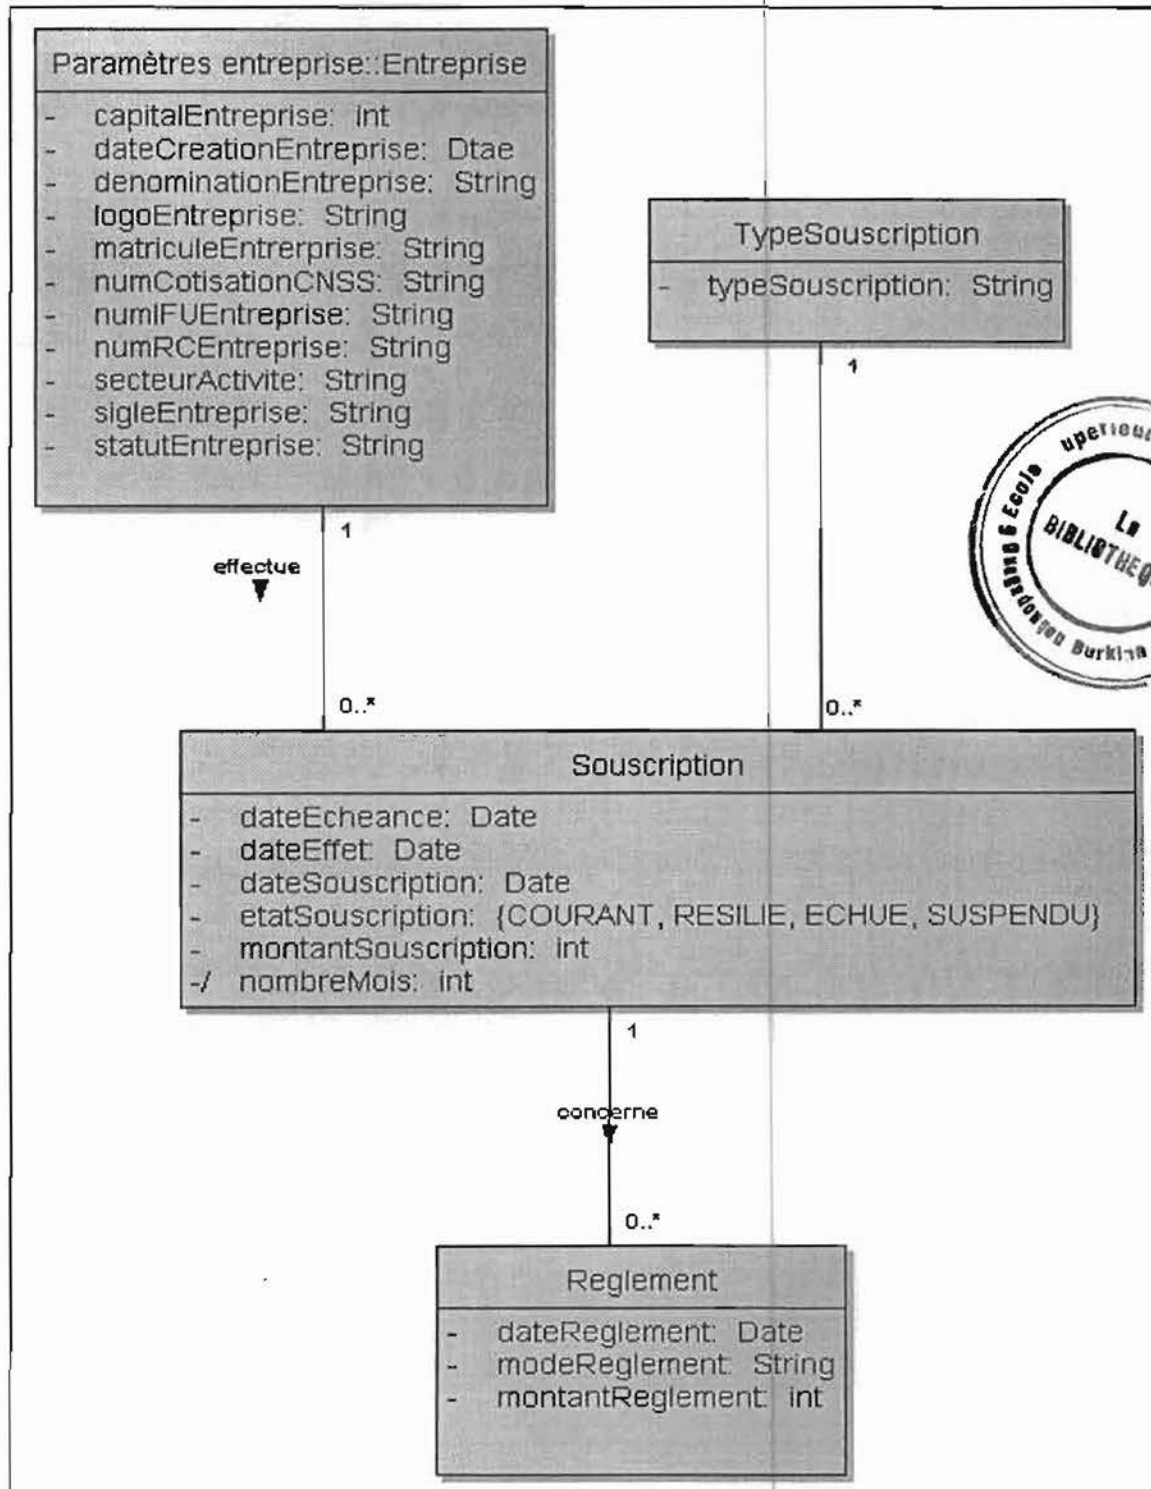 Paramètres entreprise::Entreprise
- capitalEntreprise: int
- dateCreationEntreprise: Dtae
- denominationEntreprise: String
- logoEntreprise: String
- matriculeEntrerprise: String
- numCotisationCNSS: String
- numIFUEntreprise: String
- numRCEntreprise: String
- secteurActivite: String
- sigleEntreprise: String
- statutEntreprise: String
TypeSouscription
- typeSouscription: String
1
1
effectue
0..*
0..*
Ecole
La
Burkina
Souscription
- dateEcheance: Date
- dateEffet: Date
- dateSouscription: Date
- etatSouscription: {COURANT, RESILIE, ECHUE, SUSPENDU}
- montantSouscription: int
-/ nombreMois: int
1
concerne
0..*
Reglement
- dateReglement: Date
- modeReglement: String
- montantReglement: int